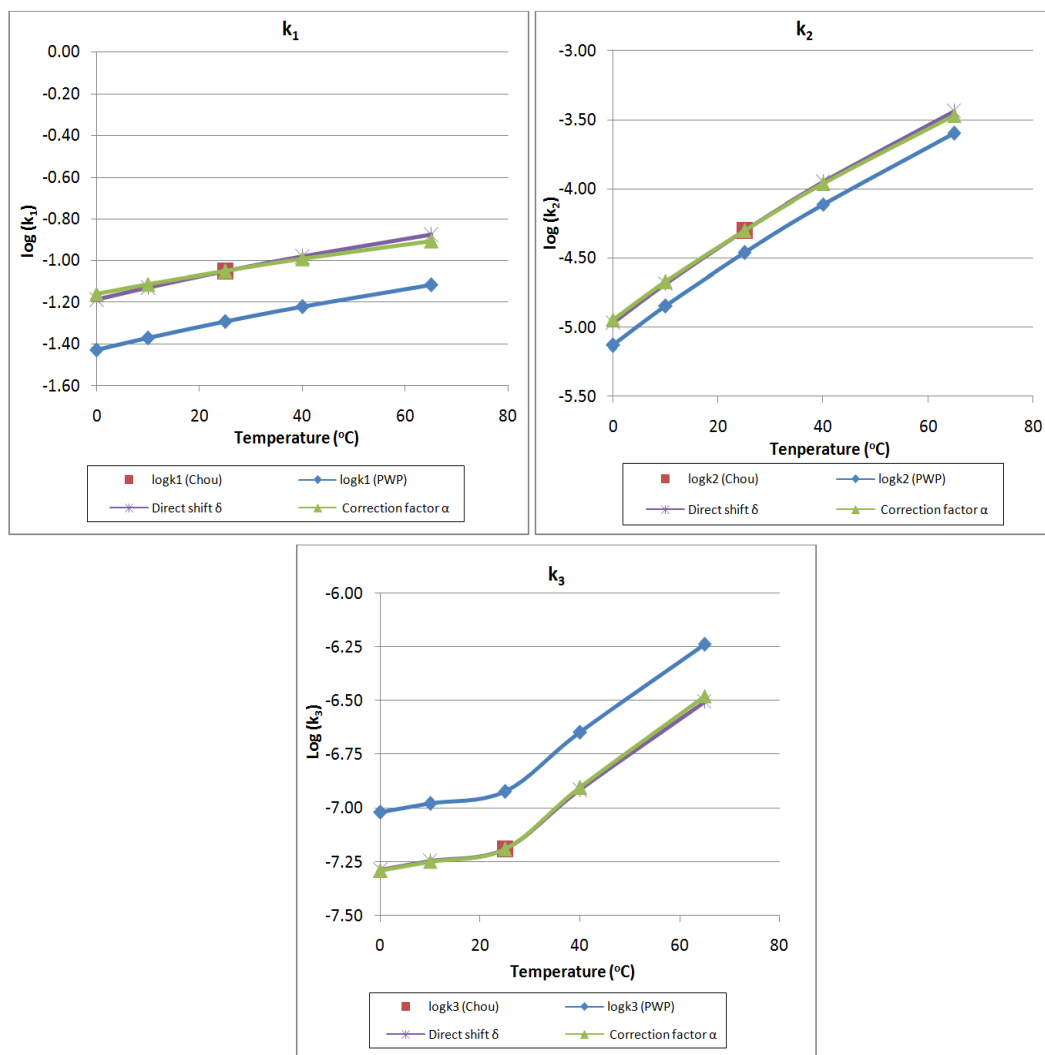 k1
0.00
-0.20
-0.40
-0.60
-0.80
-1.00
-1.20
-1.40
-1.60
log (k1)
0 20 40 60 80
Temperature (oC)
logk1 (Chou) logk1 (PWP)
Direct shift δ Correction factor α
k2
-3.00
-3.50
-4.00
-4.50
-5.00
-5.50
log (k2)
0 20 40 60 80
Tenperature (oC)
logk2 (Chou) logk2 (PWP)
Direct shift δ Correction factor α
k3
-6.00
-6.25
-6.50
-6.75
-7.00
-7.25
-7.50
Log (k3)
0 20 40 60 80
Temperature (oC)
logk3 (Chou) logk3 (PWP)
Direct shift δ Correction factor α